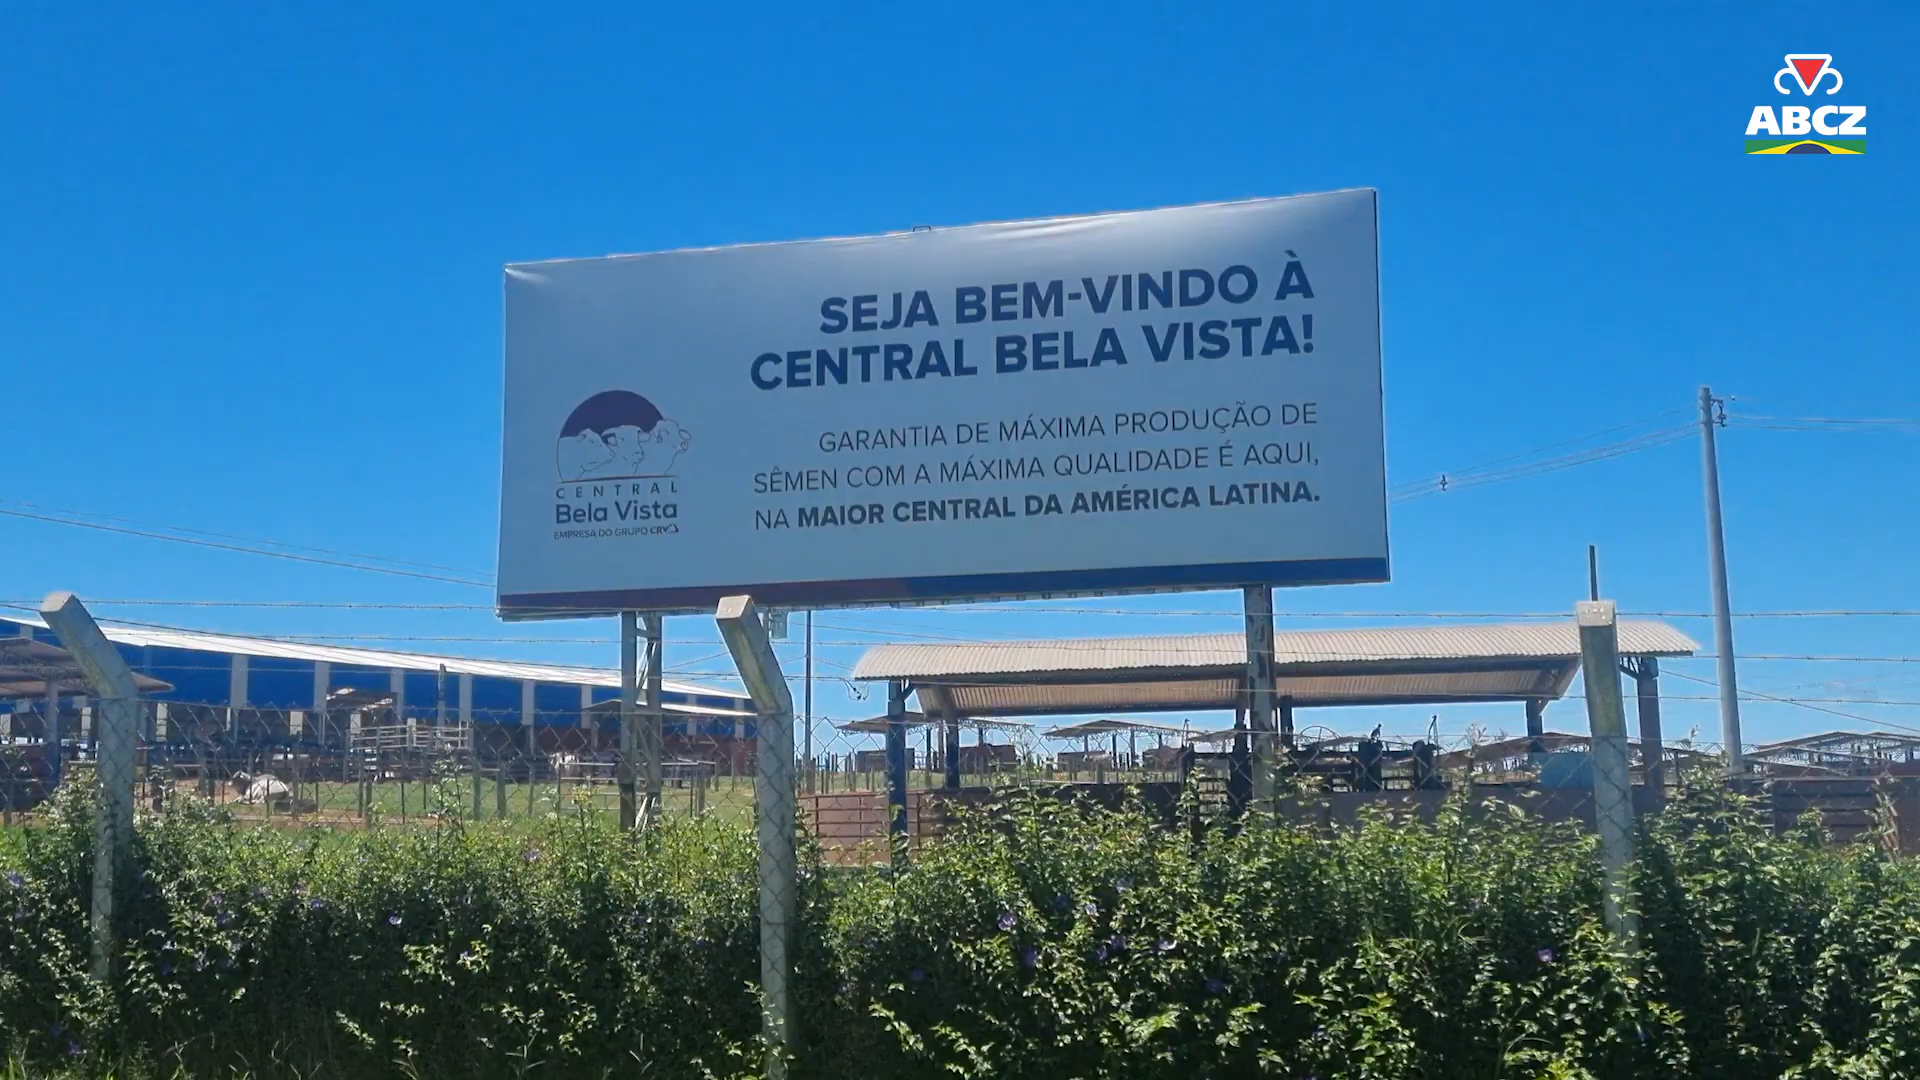 ABCZ
SEJA BEM-VINDO À
CENTRAL BELA VISTA!
GARANTIA DE MÁXIMA PRODUÇÃO DE
SÊMEN COM A MÁXIMA QUALIDADE É AQUI,
NA MAIOR CENTRAL DA AMÉRICA LATINA.
CENTRAL
Bela Vista
EMPRESA DO GRUPO CRV